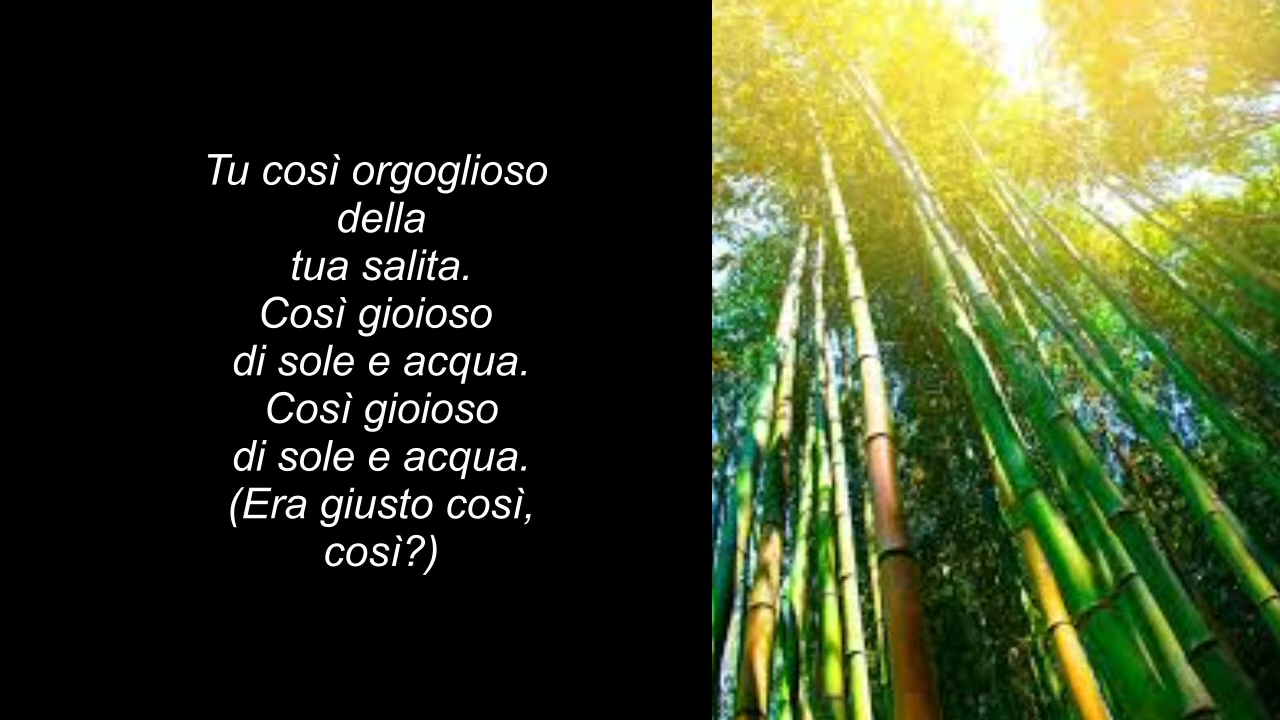 Tu così orgoglioso
della
tua salita.
Così gioioso
di sole e acqua.
Così gioioso
di sole e acqua.
(Era giusto così,
così?)